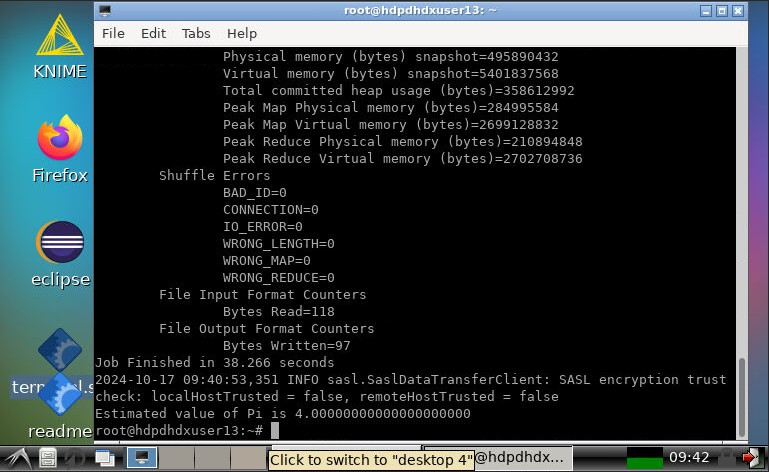 root@hdpdhdxuser13: ~
File Edit Tabs Help
KNIME
Firefox
eclipse
readme
Physical memory (bytes) snapshot=495890432
Virtual memory (bytes) snapshot=5401837568
Total committed heap usage (bytes)=358612992
Peak Map Physical memory (bytes)=284995584
Peak Map Virtual memory (bytes)=2699128832
Peak Reduce Physical memory (bytes)=210894848
Peak Reduce Virtual memory (bytes)=2702708736
Shuffle Errors
BAD_ID=0
CONNECTION=0
IO_ERROR=0
WRONG_LENGTH=0
WRONG_MAP=0
WRONG_REDUCE=0
File Input Format Counters
Bytes Read=118
File Output Format Counters
Bytes Written=97
Job Finished in 38.266 seconds
2024-10-17 09:40:53,351 INFO sasl.SaslDataTransferClient: SASL encryption trust
check: localHostTrusted = false, remoteHostTrusted = false
Estimated value of Pi is 4.00000000000000000000
root@hdpdhdxuser13:~#
Click to switch to "desktop 4"
@hdpdhdx...
09:42